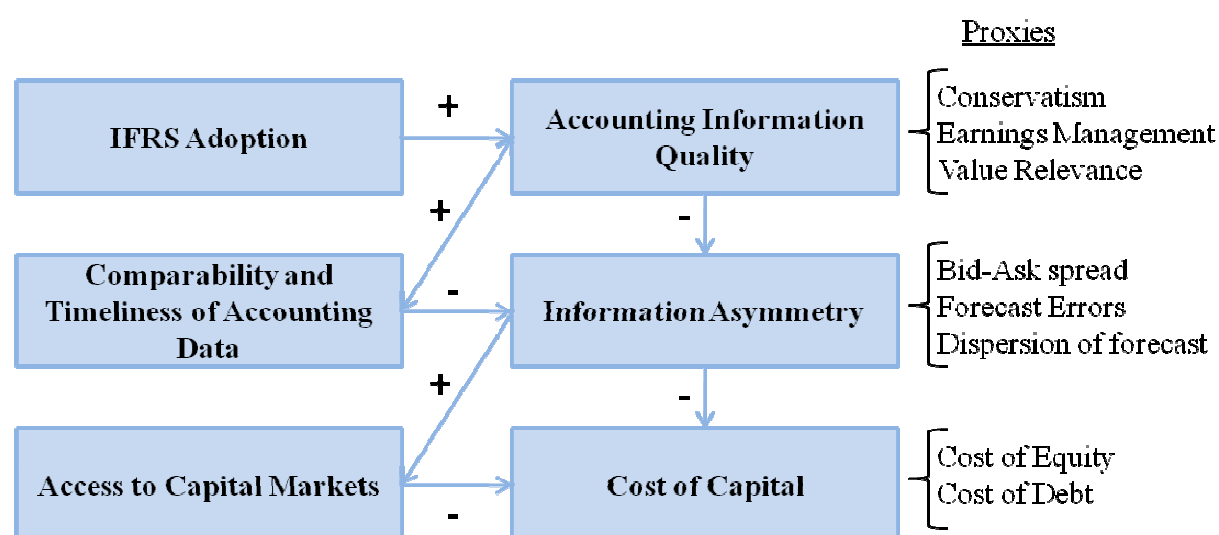 Proxies
IFRS Adoption
+
Accounting Information
Quality
Conservatism
Earnings Management
Value Relevance
+
-
Comparability and
Timeliness of Accounting
Data
-
Information Asymmetry
Bid-Ask spread
Forecast Errors
Dispersion of forecast
+
-
Access to Capital Markets
-
Cost of Capital
Cost of Equity
Cost of Debt